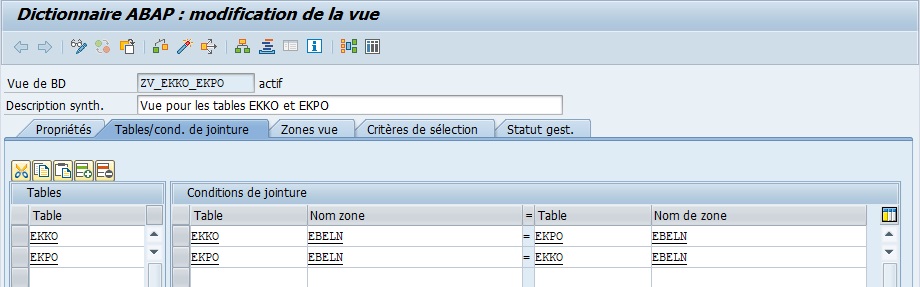 Dictionnaire ABAP : modification de la vue
Vue de BD ZV_EKKO_EKPO actif
Description synth. Vue pour les tables EKKO et EKPO
Propriétés Tables/cond. de jointure Zones vue Critères de sélection Statut gest.
Tables Conditions de jointure
Table Table Nom zone = Table Nom de zone
EKKO EKKO EBELN = EKPO EBELN
EKPO EKPO EBELN = EKKO EBELN